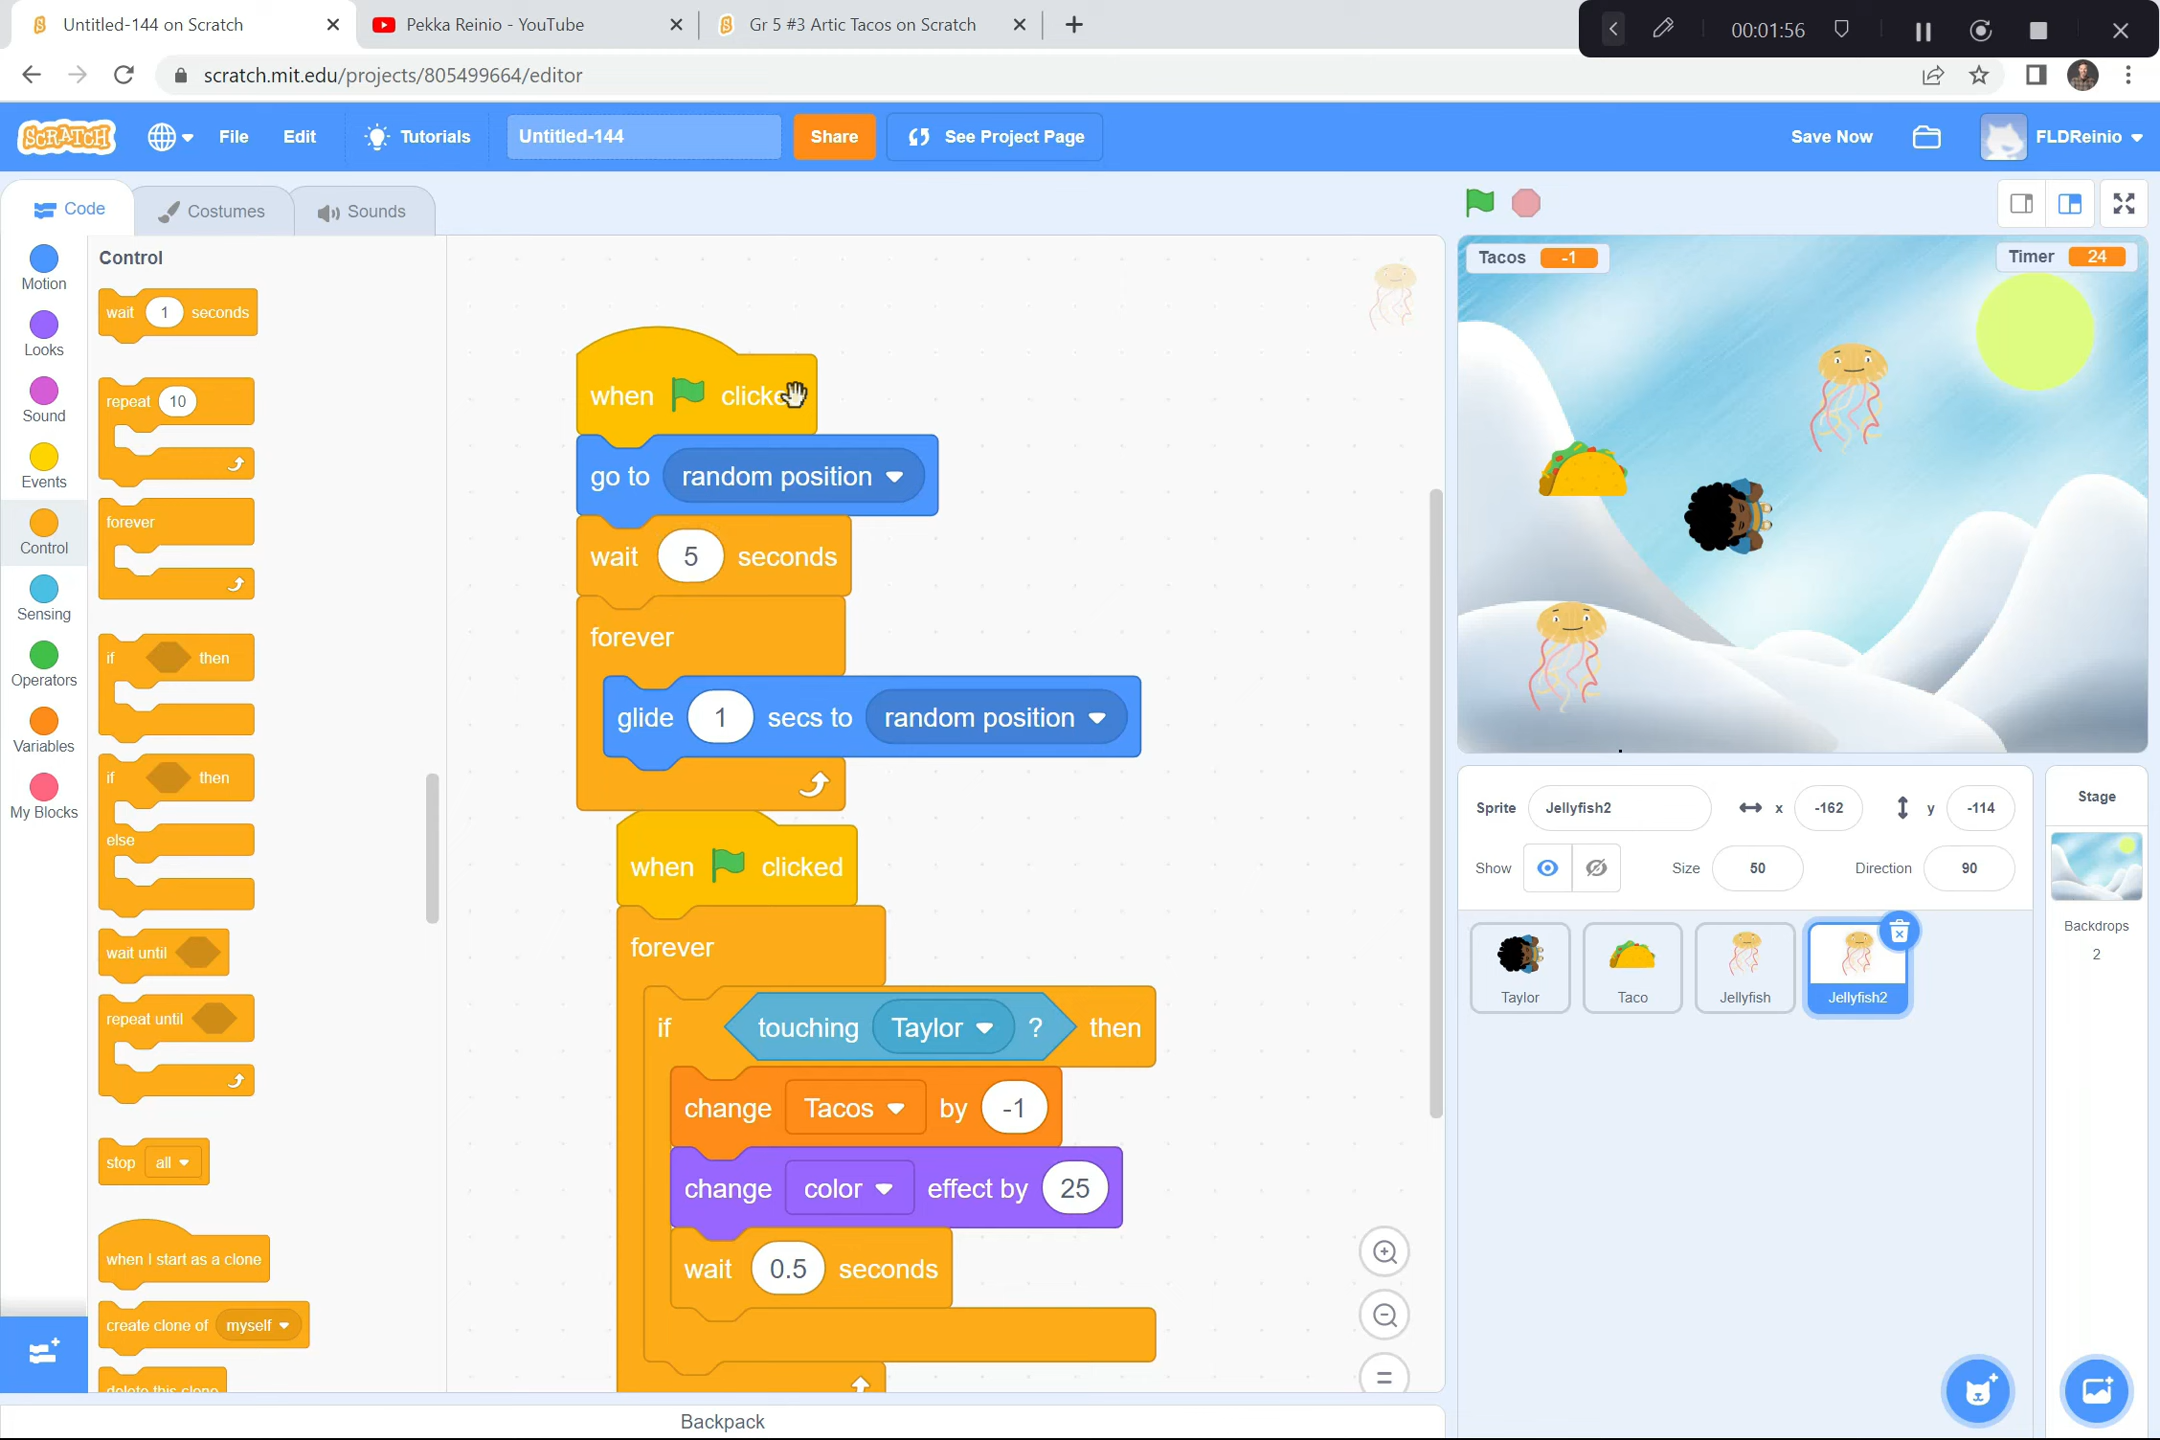 Untitled-144 on Scratch
Pekka Reinio - YouTube
Gr 5 #3 Artic Tacos on Scratch
00:01:56
scratch.mit.edu/projects/805499664/editor
SCRATCH
File
Edit
Tutorials
Untitled-144
Share
See Project Page
Save Now
FLDReinio
Code
Costumes
Sounds
Motion
Looks
Sound
Events
Control
Sensing
Operators
Variables
My Blocks
Control
wait 1 seconds
repeat 10
forever
if then
if then
else
wait until
repeat until
stop all
when I start as a clone
create clone of myself
delete this clone
when clicked
go to random position
wait 5 seconds
forever
glide 1 secs to random position
when clicked
forever
if touching Taylor ? then
change Tacos by -1
change color effect by 25
wait 0.5 seconds
Backpack
Tacos -1
Timer 24
Sprite Jellyfish2 x -162 y -114
Show Size 50 Direction 90
Taylor
Taco
Jellyfish
Jellyfish2
Stage
Backdrops
2